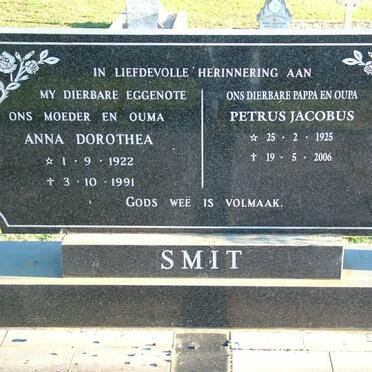 IN LIEFDEVOLLE HERINNERING AAN
MY DIERBARE EGGENOTE
ONS MOEDER EN OUMA
ANNA DOROTHEA
☆ 1 · 9 · 1922
✝ 3 · 10 · 1991
ONS DIERBARE PAPPA EN OUPA
PETRUS JACOBUS
☆ 25 · 2 · 1925
✝ 19 · 5 · 2006
GODS WEË IS VOLMAAK.
SMIT